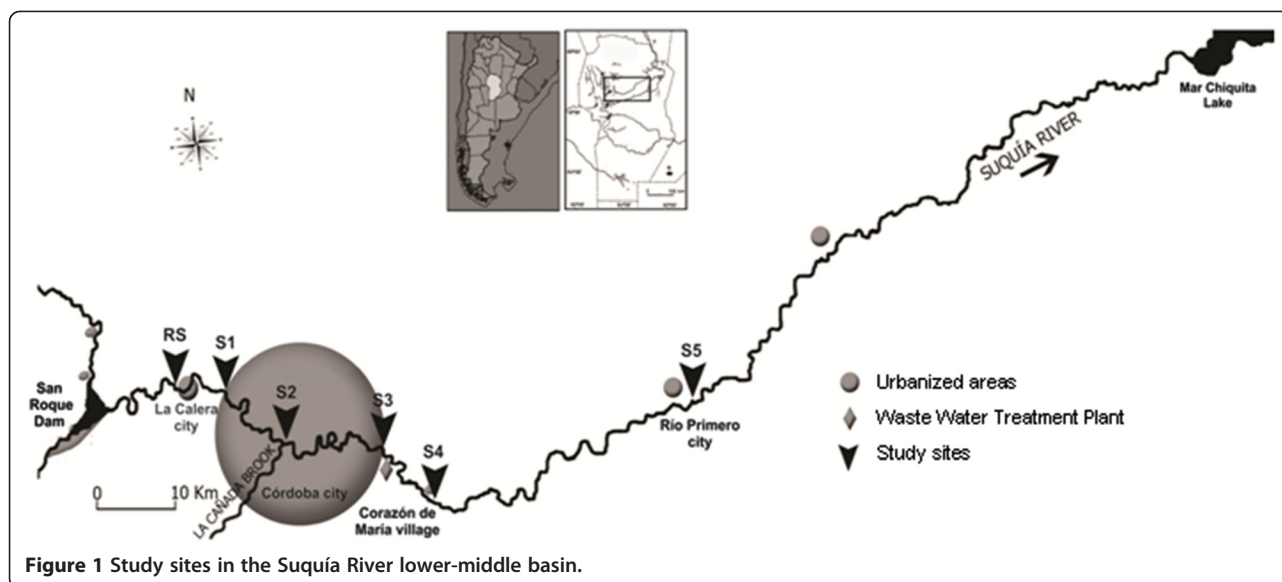 N
SUQUÍA RIVER
Mar Chiquita
Lake
RS
S1
S2
S3
S4
S5
San
Roque
Dam
La Calera
city
LA CAÑADA BROOK
Córdoba city
Corazón de
María village
Río Primero
city
0 10 Km
Urbanized areas
Waste Water Treatment Plant
Study sites
Figure 1 Study sites in the Suquía River lower-middle basin.